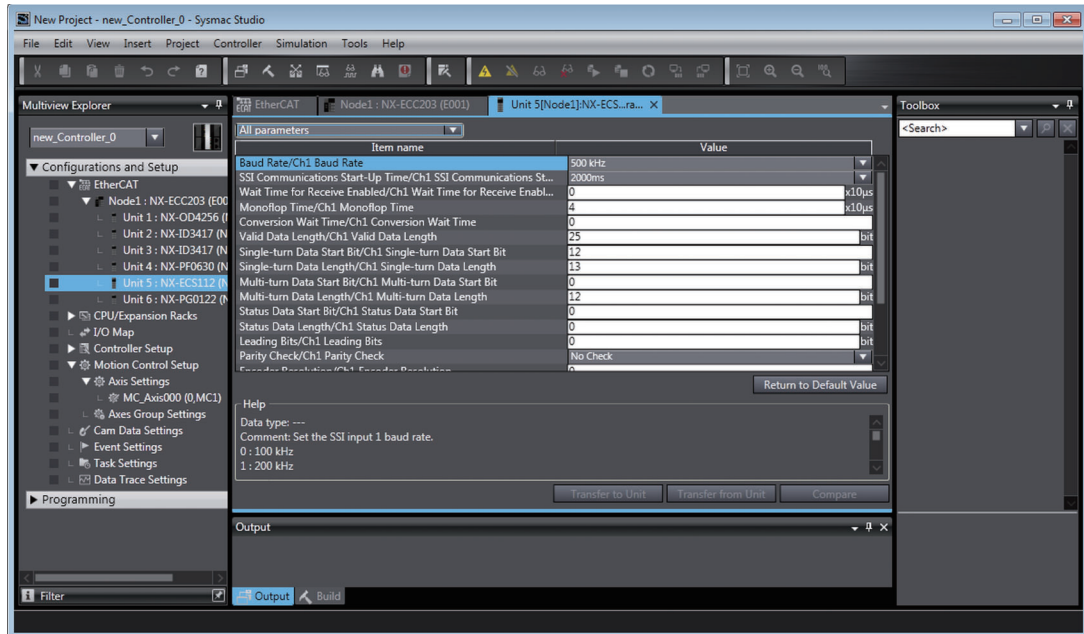 New Project - new_Controller_0 - Sysmac Studio
File Edit View Insert Project Controller Simulation Tools Help
Multiview Explorer
new_Controller_0
Configurations and Setup
EtherCAT
Node1 : NX-ECC203 (E00
Unit 1 : NX-OD4256 (
Unit 2 : NX-ID3417 (N
Unit 3 : NX-ID3417 (N
Unit 4 : NX-PF0630 (N
Unit 5 : NX-ECS112 (N
Unit 6 : NX-PG0122 (N
CPU/Expansion Racks
I/O Map
Controller Setup
Motion Control Setup
Axis Settings
MC_Axis000 (0,MC1)
Axes Group Settings
Cam Data Settings
Event Settings
Task Settings
Data Trace Settings
Programming
Filter
EtherCAT Node1 : NX-ECC203 (E001) Unit 5[Node1]:NX-ECS...ra... X
All parameters
Item name Value
Baud Rate/Ch1 Baud Rate 500 kHz
SSI Communications Start-Up Time/Ch1 SSI Communications St... 2000ms
Wait Time for Receive Enabled/Ch1 Wait Time for Receive Enabl... 0 x10μs
Monoflop Time/Ch1 Monoflop Time 4 x10μs
Conversion Wait Time/Ch1 Conversion Wait Time 0
Valid Data Length/Ch1 Valid Data Length 25 bit
Single-turn Data Start Bit/Ch1 Single-turn Data Start Bit 12
Single-turn Data Length/Ch1 Single-turn Data Length 13 bit
Multi-turn Data Start Bit/Ch1 Multi-turn Data Start Bit 0
Multi-turn Data Length/Ch1 Multi-turn Data Length 12 bit
Status Data Start Bit/Ch1 Status Data Start Bit 0
Status Data Length/Ch1 Status Data Length 0 bit
Leading Bits/Ch1 Leading Bits 0 bit
Parity Check/Ch1 Parity Check No Check
Encoder Resolution/Ch1 Encoder Resolution 0
Return to Default Value
Help
Data type: ---
Comment: Set the SSI input 1 baud rate.
0 : 100 kHz
1 : 200 kHz
Transfer to Unit Transfer from Unit Compare
Output
Output Build
Toolbox
<Search>